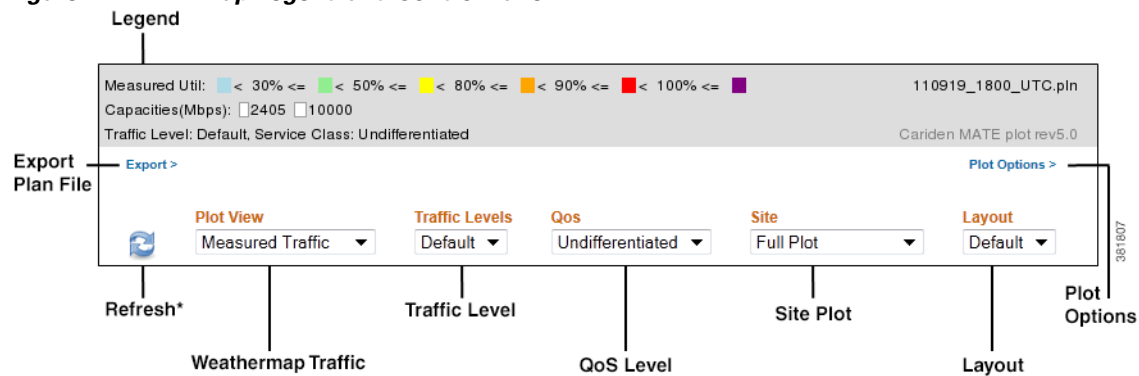 Legend
Measured Util: < 30% <= < 50% <= < 80% <= < 90% <= < 100% <= 110919_1800_UTC.pln
Capacities(Mbps): 2405 10000
Traffic Level: Default, Service Class: Undifferentiated Cariden MATE plot rev5.0
Export Plan File
Export >
Plot Options >
Plot View Traffic Levels Qos Site Layout
Measured Traffic Default Undifferentiated Full Plot Default
381807
Refresh* Traffic Level Site Plot Plot Options
Weathermap Traffic QoS Level Layout